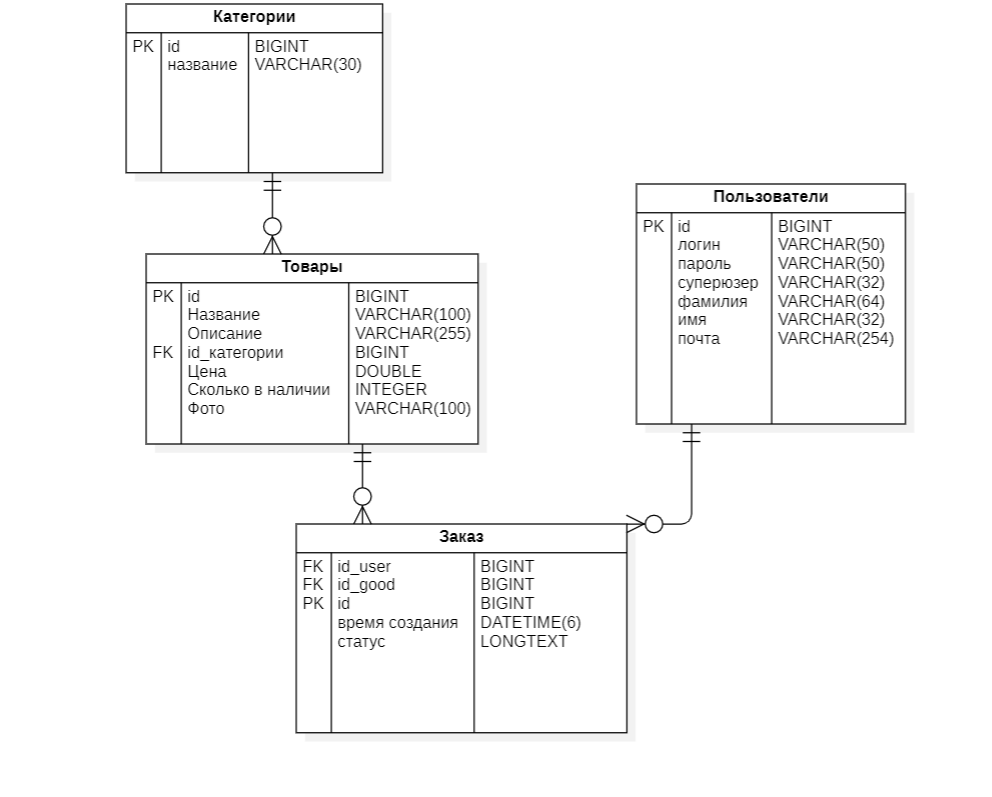 Категории
PK id BIGINT
название VARCHAR(30)
Пользователи
PK id BIGINT
логин VARCHAR(50)
пароль VARCHAR(50)
суперюзер VARCHAR(32)
фамилия VARCHAR(64)
имя VARCHAR(32)
почта VARCHAR(254)
Товары
PK id BIGINT
Название VARCHAR(100)
Описание VARCHAR(255)
FK id_категории BIGINT
Цена DOUBLE
Сколько в наличии INTEGER
Фото VARCHAR(100)
Заказ
FK id_user BIGINT
FK id_good BIGINT
PK id BIGINT
время создания DATETIME(6)
статус LONGTEXT